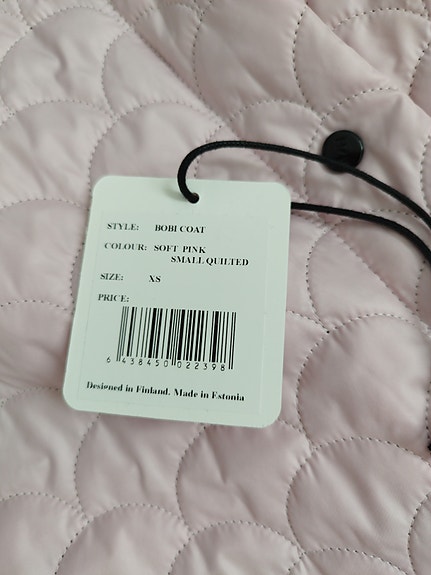 STYLE: BOBI COAT
COLOUR: SOFT PINK
SMALL QUILTED
SIZE: XS
PRICE:
6 438450 022398
Designed in Finland. Made in Estonia